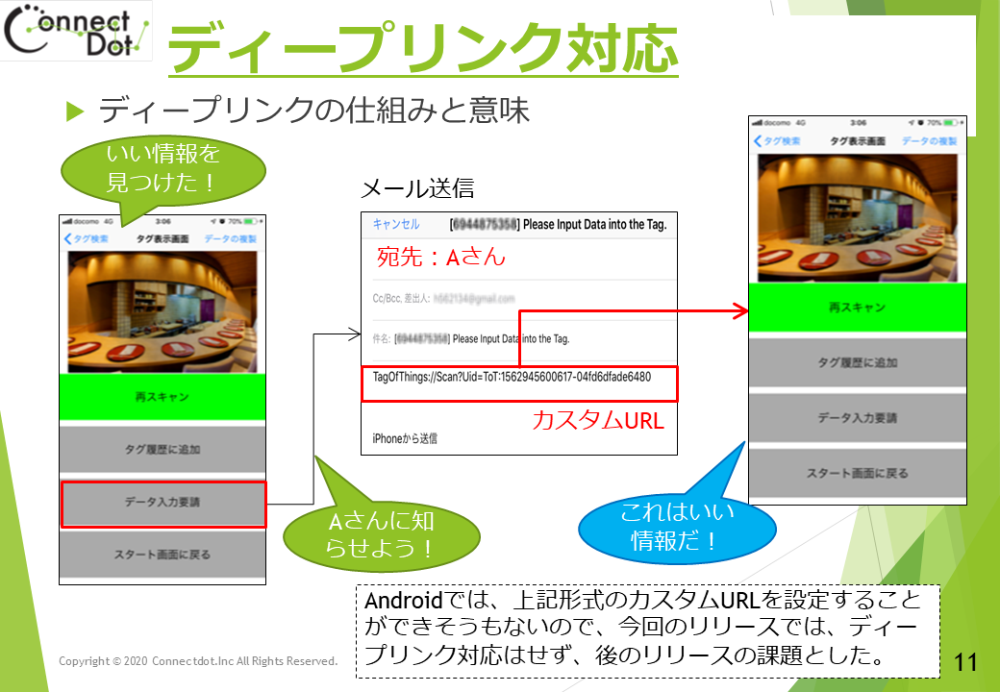 Connect
Dot
ディープリンク対応
ディープリンクの仕組みと意味
いい情報を
見つけた！
docomo 4G 3:06 70%
タグ検索 タグ表示画面 データの複製
再スキャン
タグ履歴に追加
データ入力要請
スタート画面に戻る
メール送信
キャンセル [6944875358] Please Input Data into the Tag.
宛先：Aさん
Cc/Bcc, 差出人: h562134@gmail.com
件名: [6944875358] Please Input Data into the Tag.
TagOfThings://Scan?Uid=ToT:1562945600617-04fd6dfade6480
カスタムURL
iPhoneから送信
Aさんに知
らせよう！
docomo 4G 3:06 70%
タグ検索 タグ表示画面 データの複製
再スキャン
タグ履歴に追加
データ入力要請
スタート画面に戻る
これはいい
情報だ！
Androidでは、上記形式のカスタムURLを設定すること
ができそうもないので、今回のリリースでは、ディー
プリンク対応はせず、後のリリースの課題とした。
Copyright © 2020 Connectdot.Inc All Rights Reserved.
11